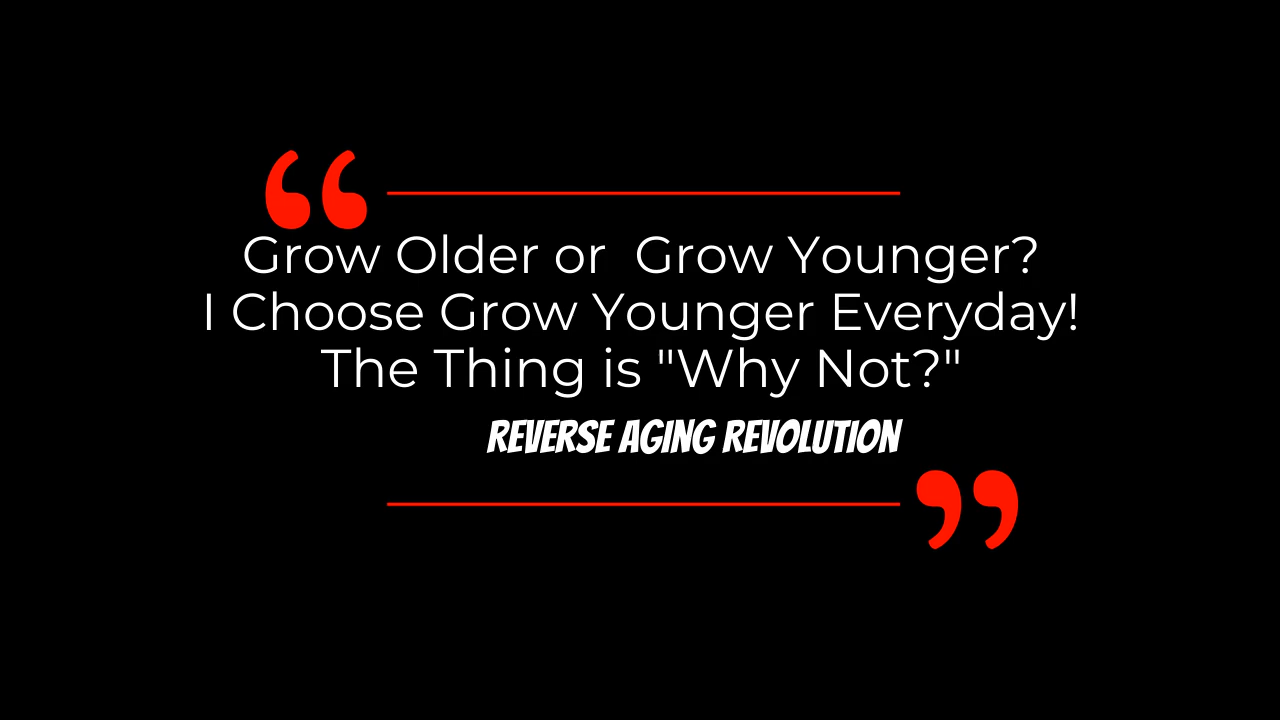 Grow Older or  Grow Younger?
I Choose Grow Younger Everyday!
The Thing is "Why Not?"
REVERSE AGING REVOLUTION